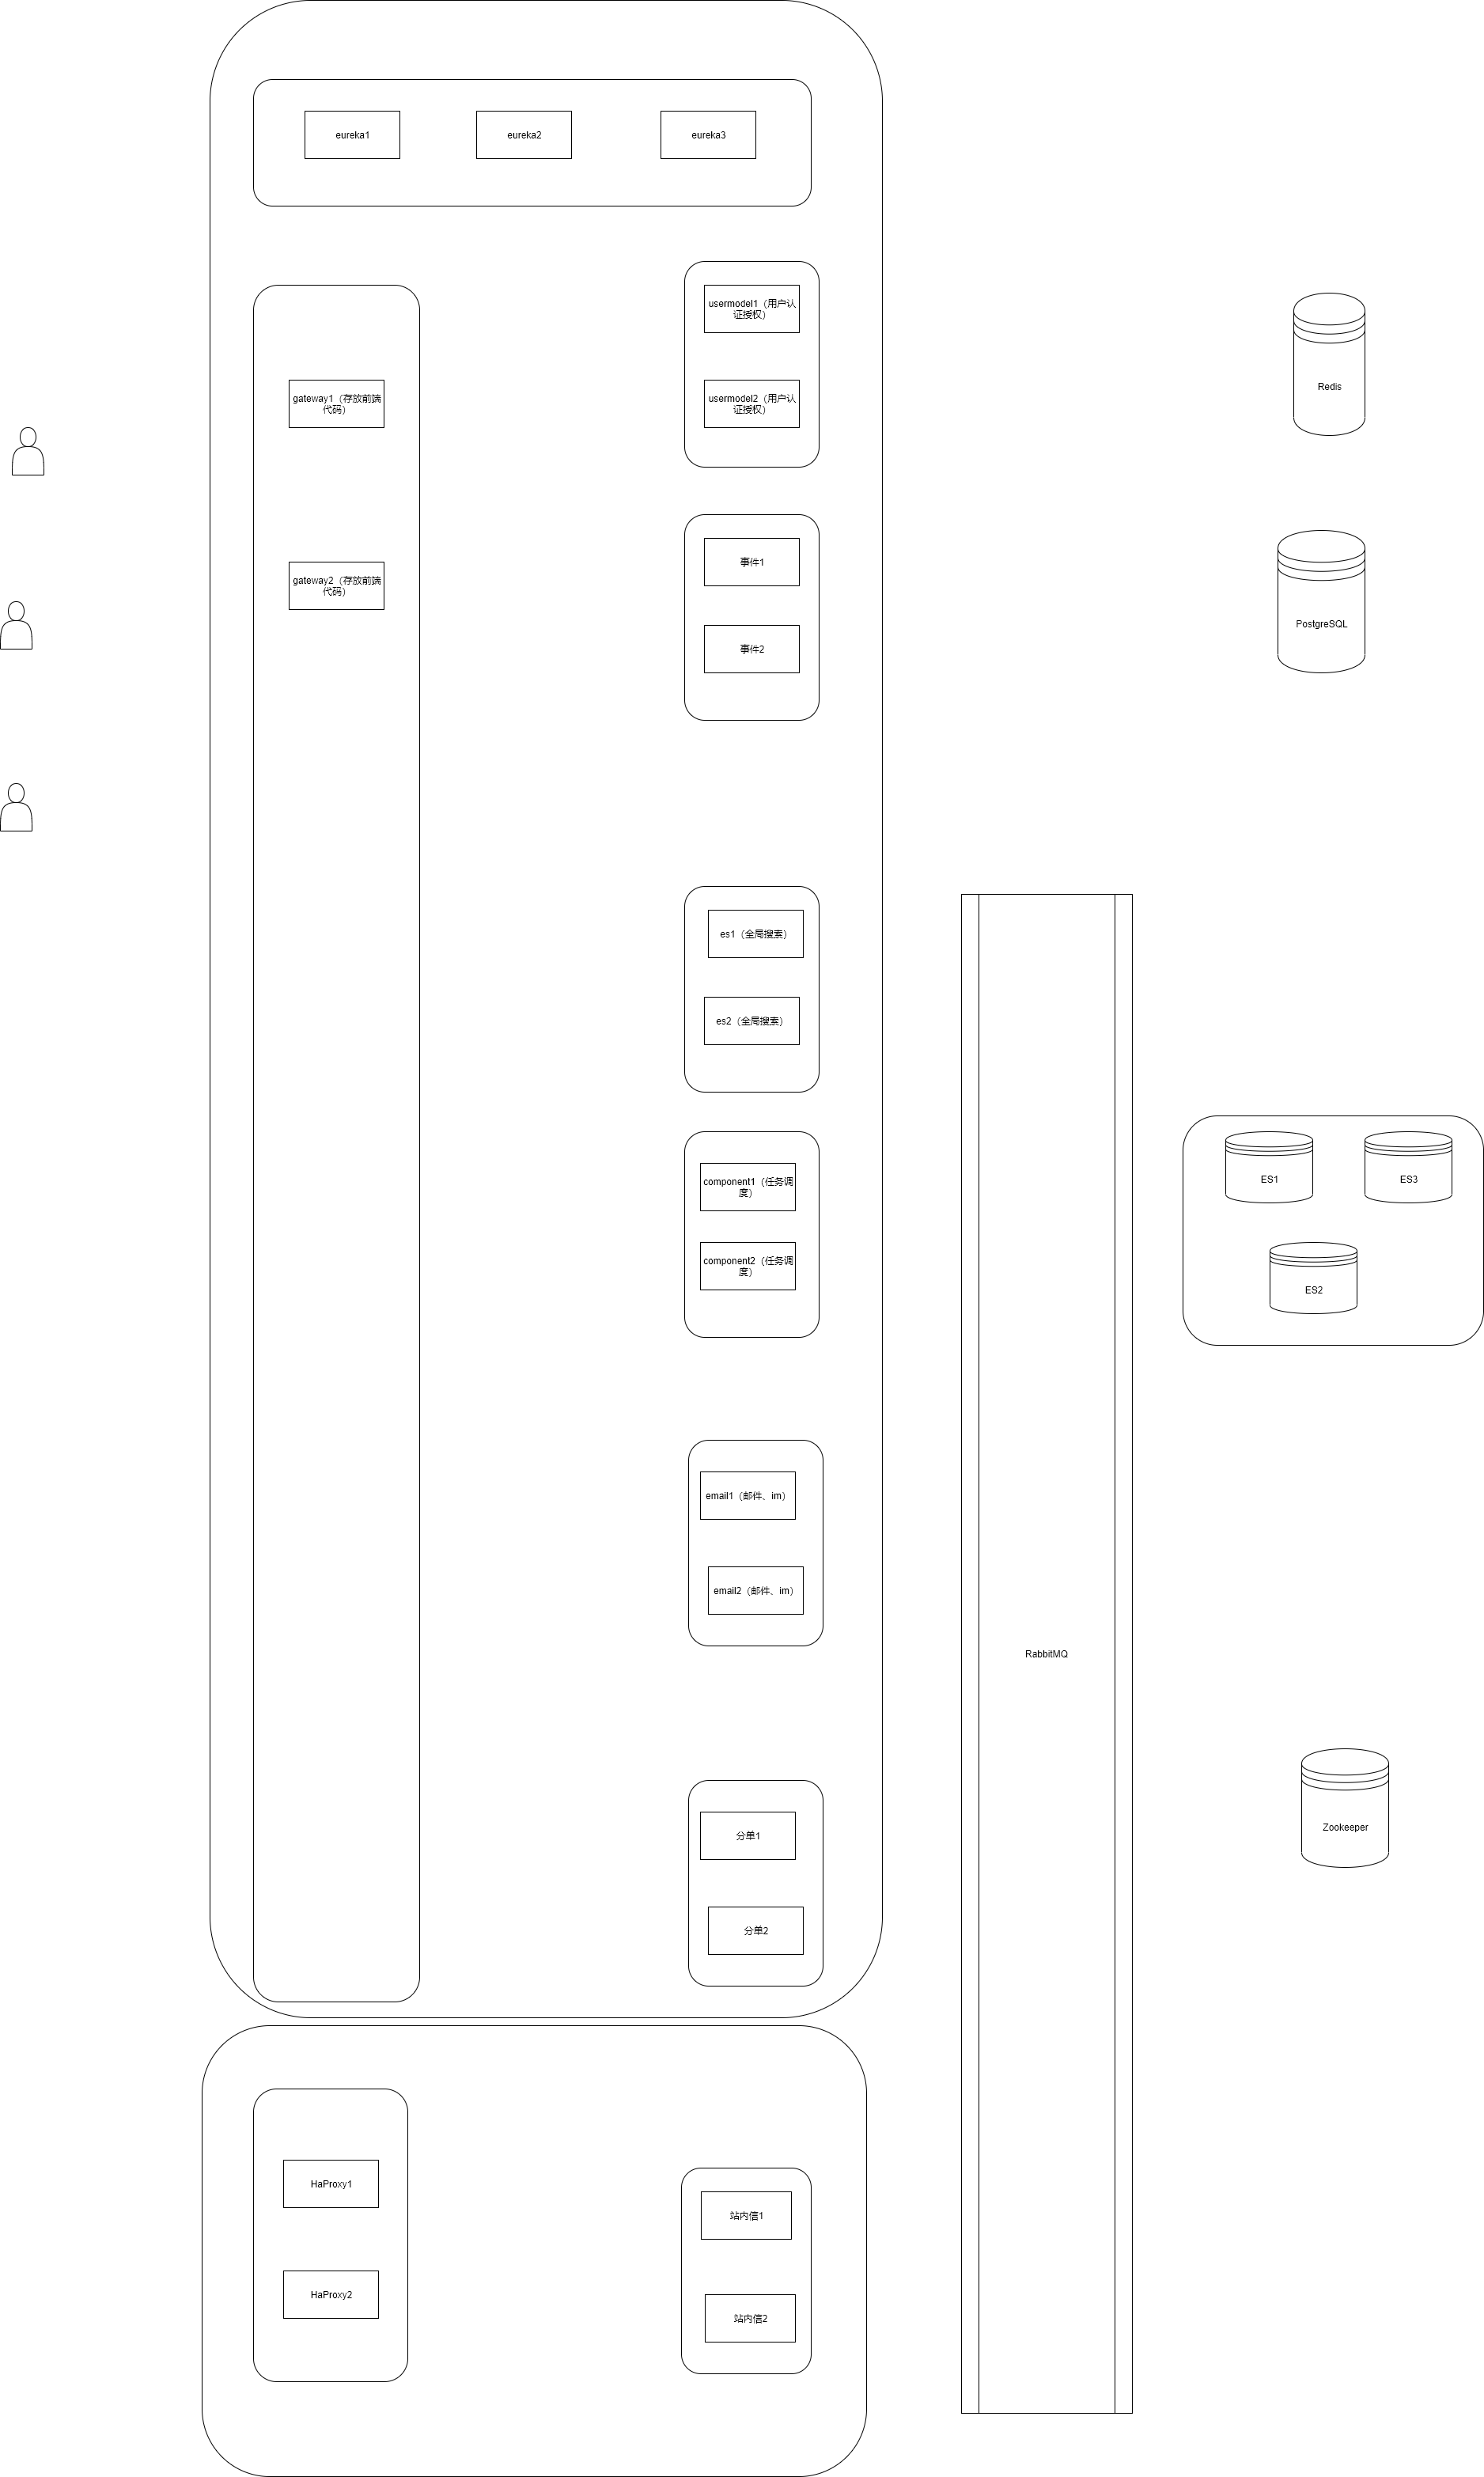 eureka1
eureka2
eureka3
usermodel1（用户认
证授权）
usermodel2（用户认
证授权）
gateway1（存放前端
代码）
gateway2（存放前端
代码）
Redis
事件1
事件2
PostgreSQL
es1（全局搜索）
es2（全局搜索）
component1（任务调
度）
component2（任务调
度）
ES1
ES3
ES2
email1（邮件、im）
email2（邮件、im）
RabbitMQ
分单1
分单2
Zookeeper
HaProxy1
HaProxy2
站内信1
站内信2